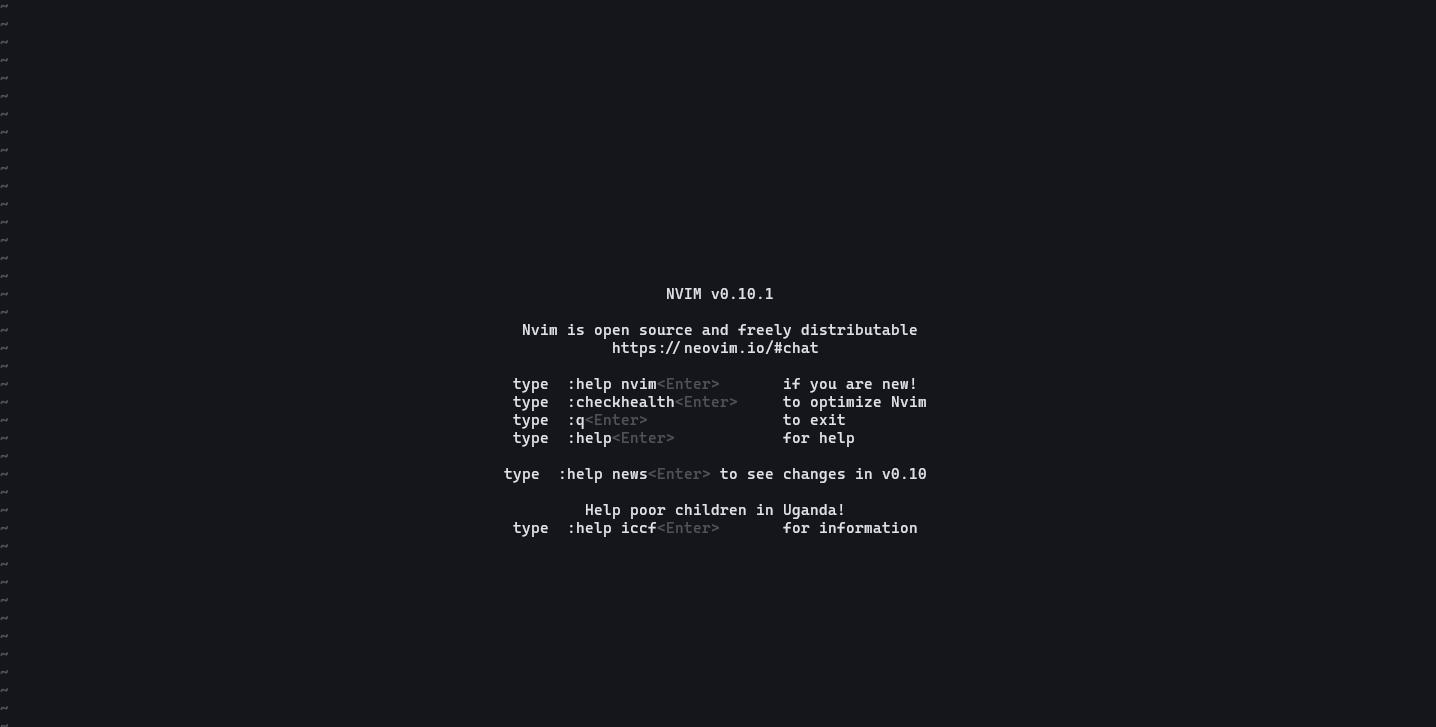 NVIM v0.10.1
Nvim is open source and freely distributable
https://neovim.io/#chat
type  :help nvim<Enter>       if you are new!
type  :checkhealth<Enter>     to optimize Nvim
type  :q<Enter>               to exit
type  :help<Enter>            for help
type  :help news<Enter> to see changes in v0.10
Help poor children in Uganda!
type  :help iccf<Enter>       for information